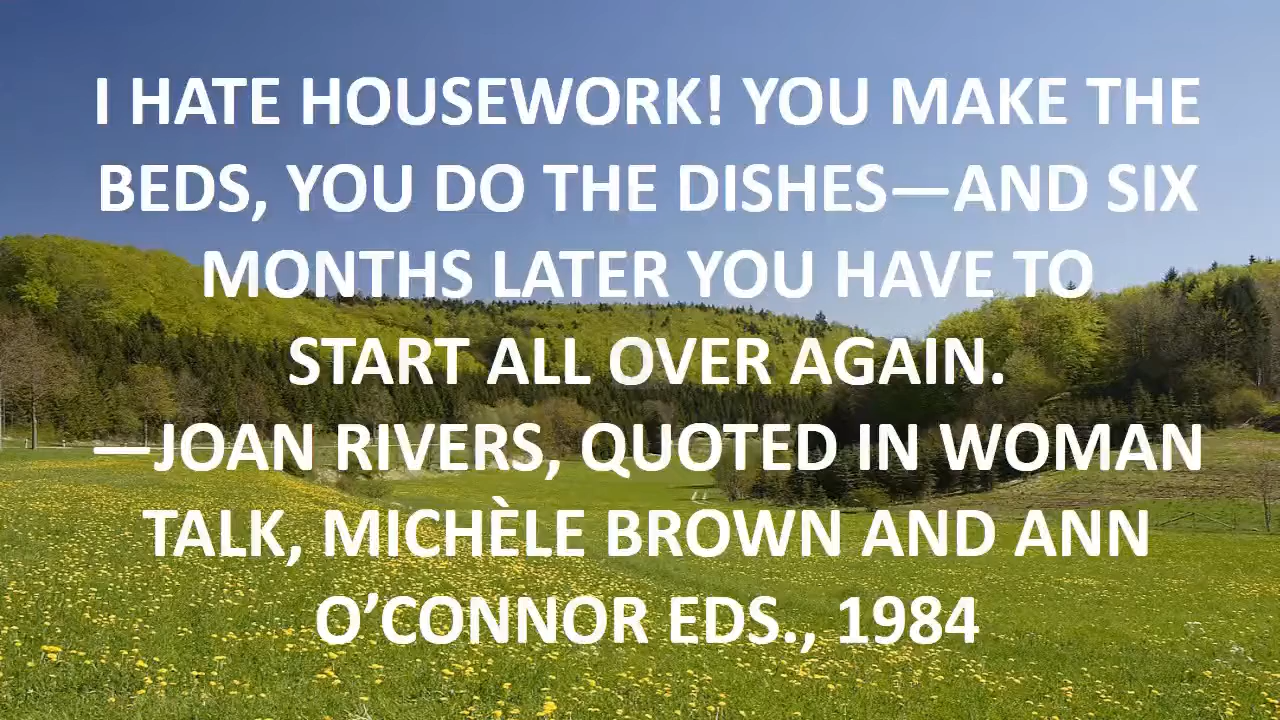 I HATE HOUSEWORK! YOU MAKE THE
BEDS, YOU DO THE DISHES—AND SIX
MONTHS LATER YOU HAVE TO
START ALL OVER AGAIN.
—JOAN RIVERS, QUOTED IN WOMAN
TALK, MICHÈLE BROWN AND ANN
O’CONNOR EDS., 1984